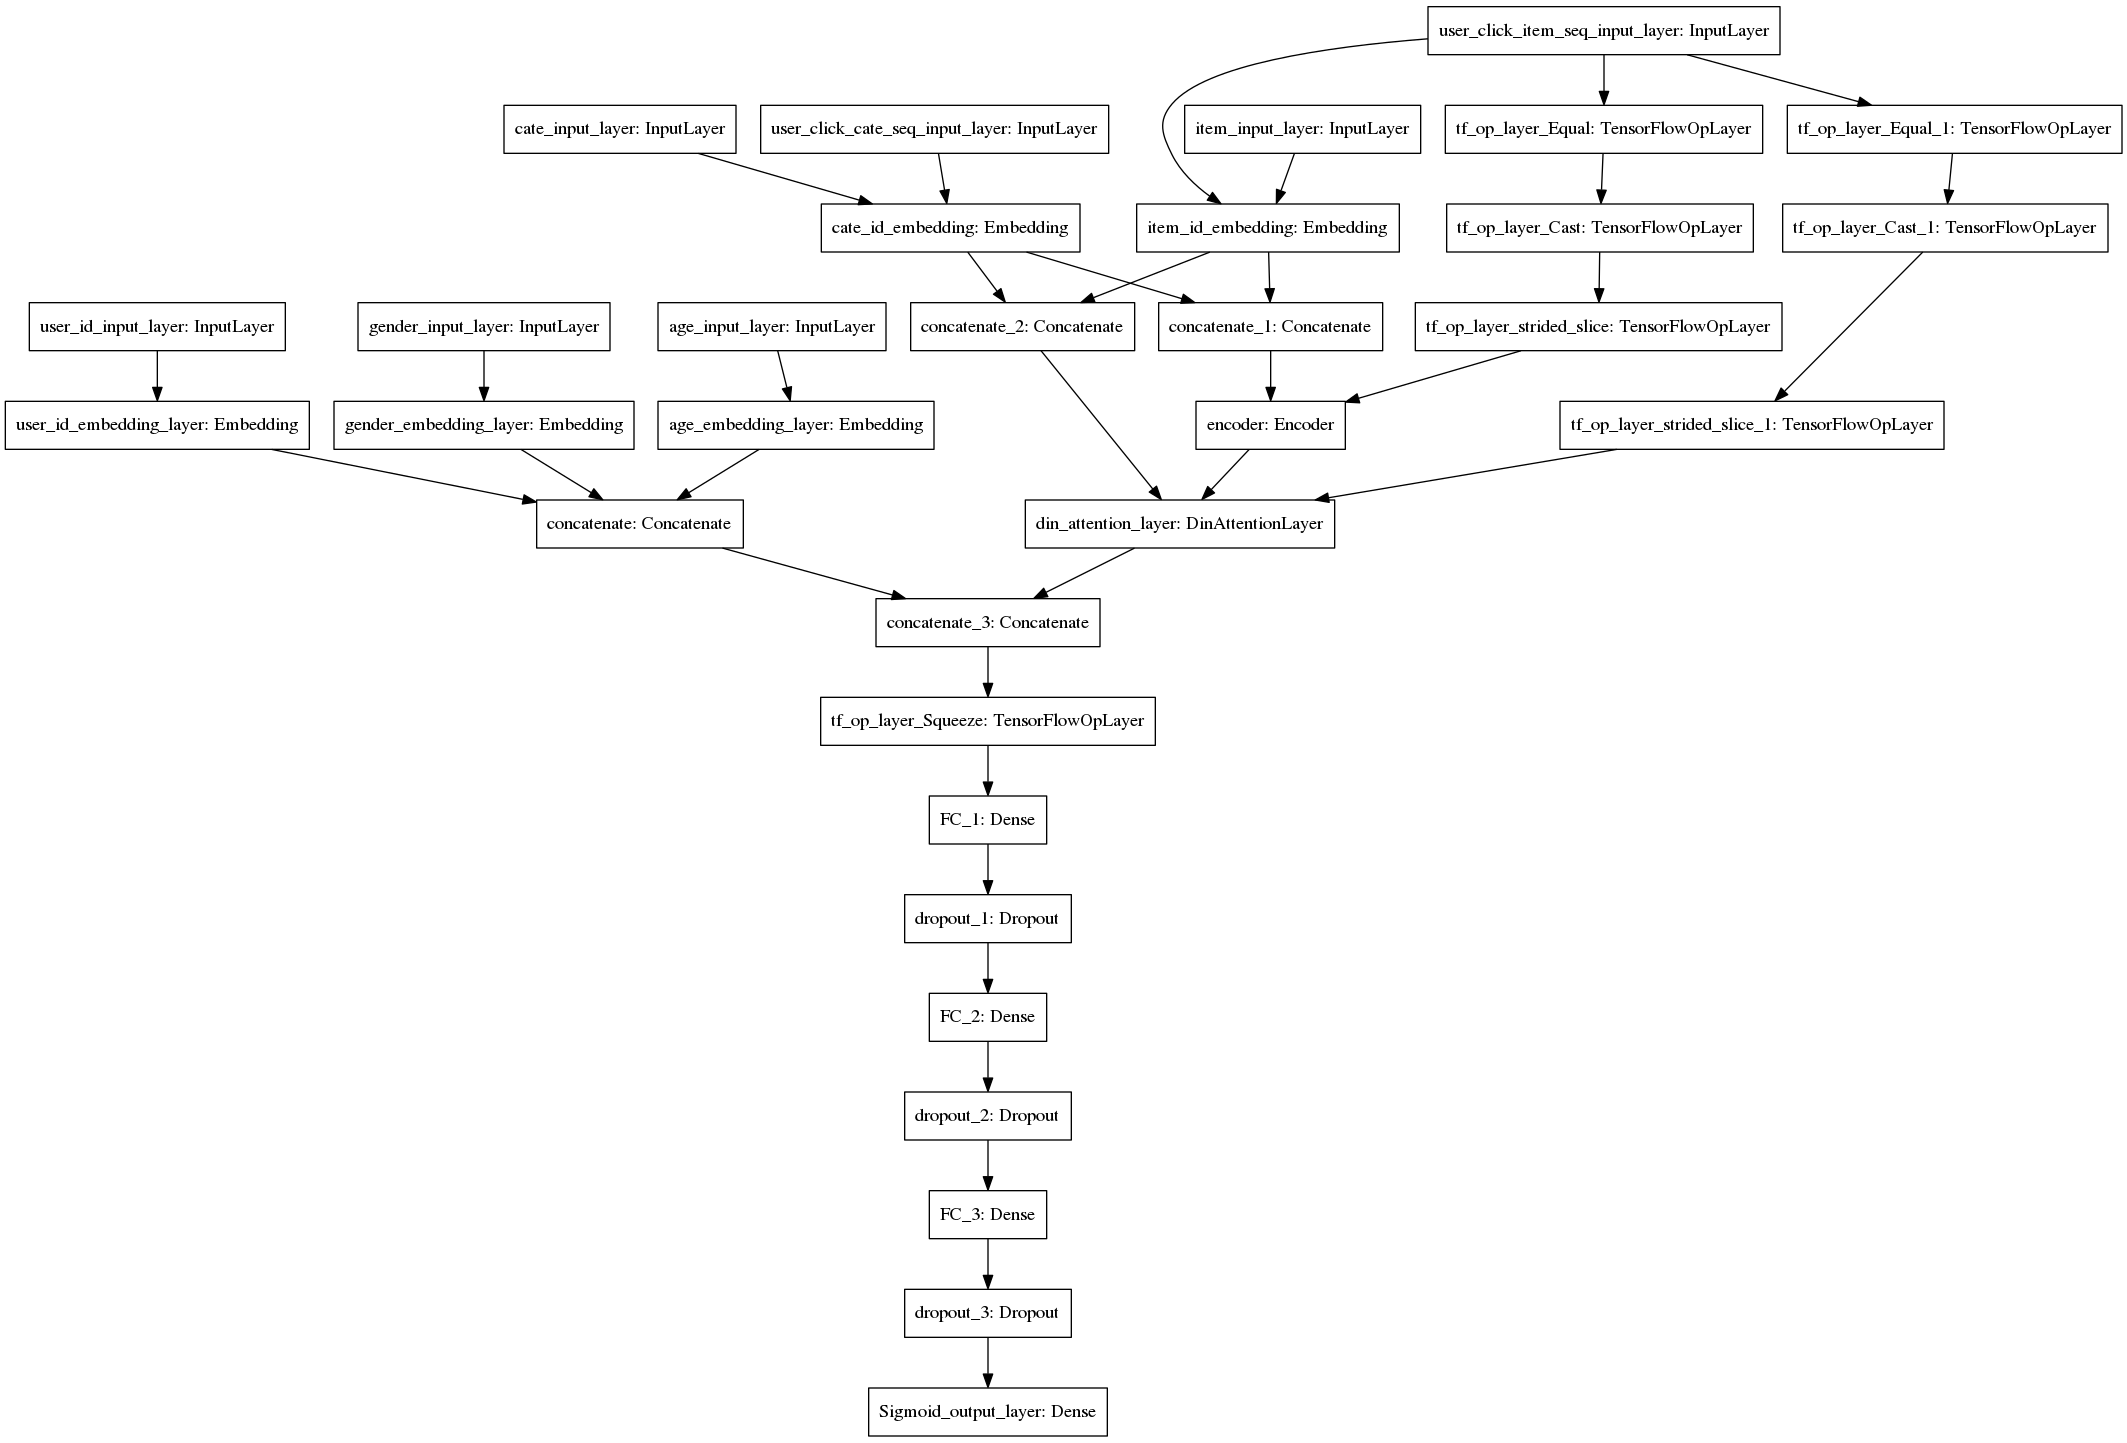 user_click_item_seq_input_layer: InputLayer
cate_input_layer: InputLayer
user_click_cate_seq_input_layer: InputLayer
item_input_layer: InputLayer
tf_op_layer_Equal: TensorFlowOpLayer
tf_op_layer_Equal_1: TensorFlowOpLayer
cate_id_embedding: Embedding
item_id_embedding: Embedding
tf_op_layer_Cast: TensorFlowOpLayer
tf_op_layer_Cast_1: TensorFlowOpLayer
user_id_input_layer: InputLayer
gender_input_layer: InputLayer
age_input_layer: InputLayer
concatenate_2: Concatenate
concatenate_1: Concatenate
tf_op_layer_strided_slice: TensorFlowOpLayer
user_id_embedding_layer: Embedding
gender_embedding_layer: Embedding
age_embedding_layer: Embedding
encoder: Encoder
tf_op_layer_strided_slice_1: TensorFlowOpLayer
concatenate: Concatenate
din_attention_layer: DinAttentionLayer
concatenate_3: Concatenate
tf_op_layer_Squeeze: TensorFlowOpLayer
FC_1: Dense
dropout_1: Dropout
FC_2: Dense
dropout_2: Dropout
FC_3: Dense
dropout_3: Dropout
Sigmoid_output_layer: Dense